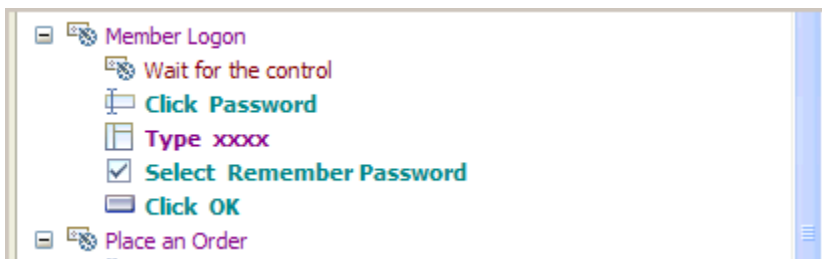 Member Logon
Wait for the control
Click Password
Type xxxx
Select Remember Password
Click OK
Place an Order